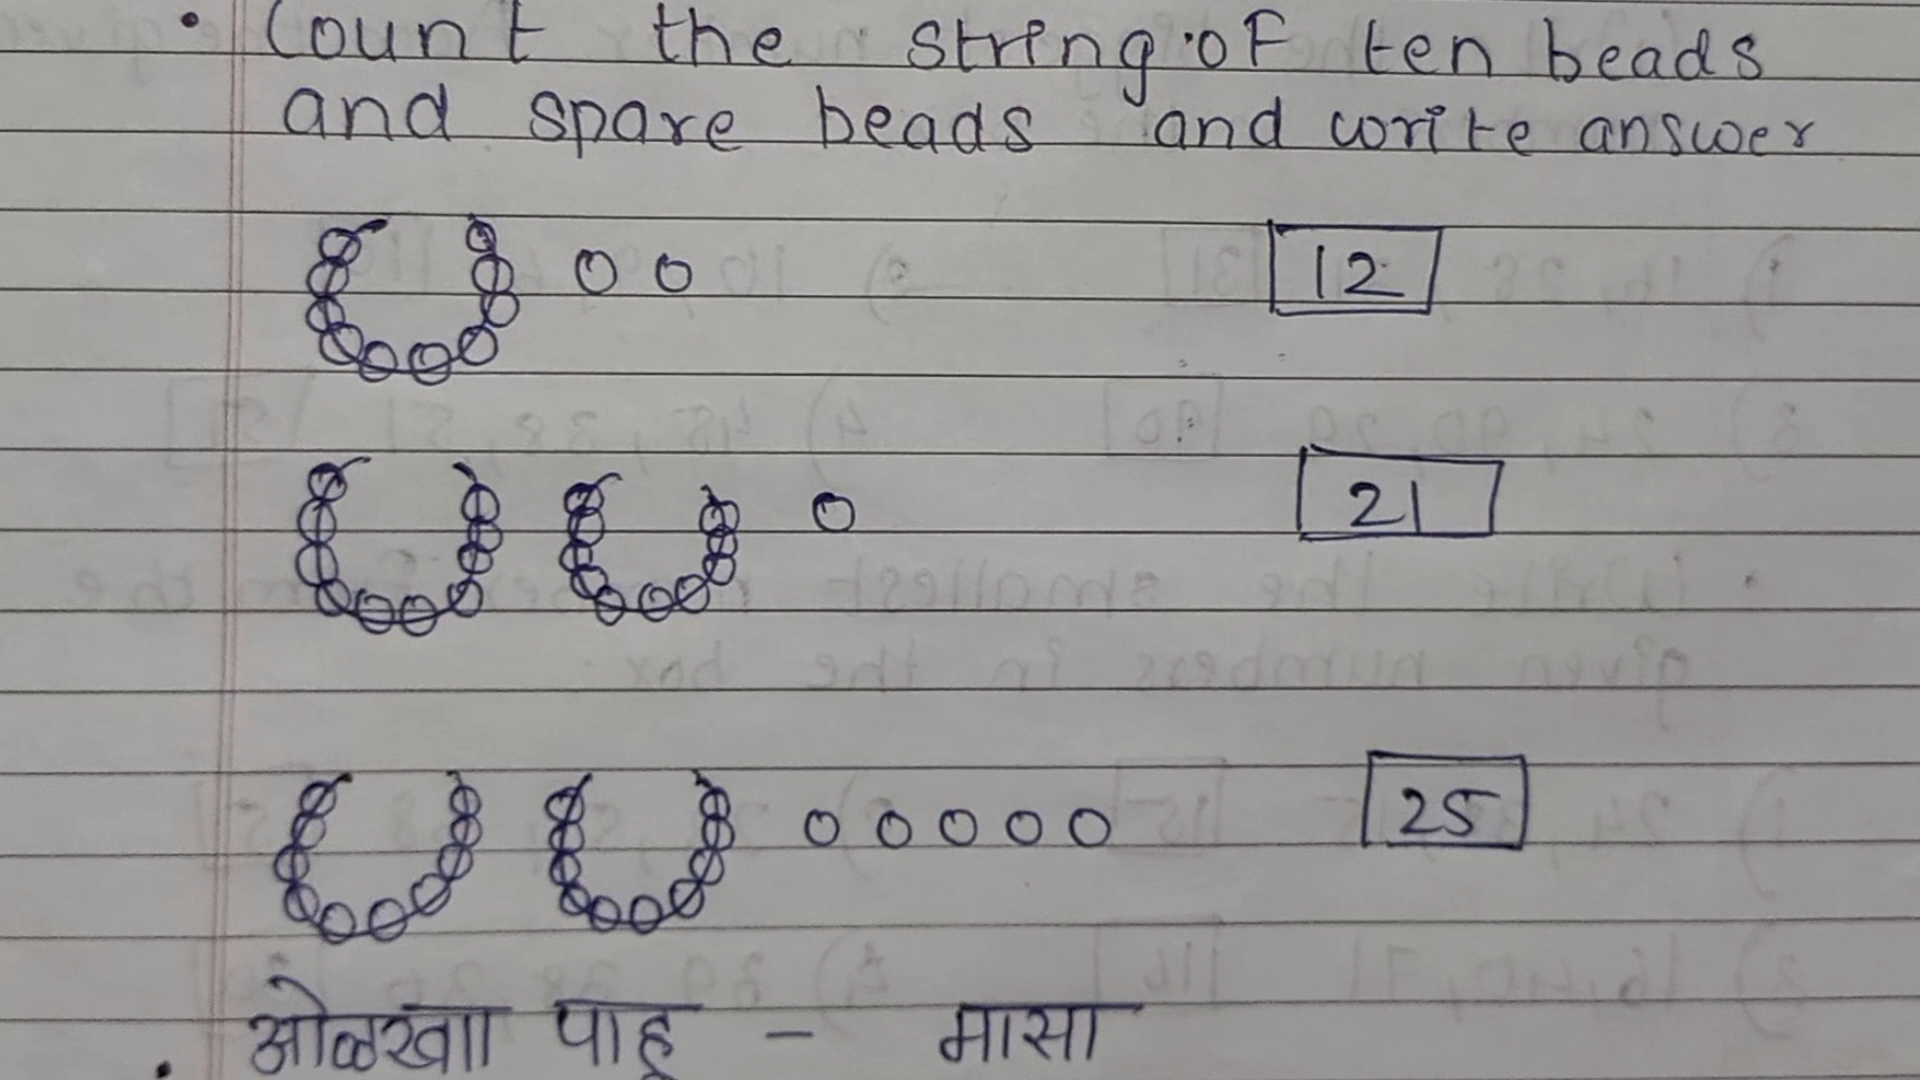 • Count the string of ten beads
and spare beads and write answer
12
21
25
• ओळखा पाहू - मासा